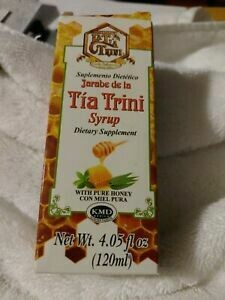 Suplemento Dietético
Jarabe de la
Tía Trini
Syrup
Dietary Supplement
WITH PURE HONEY
CON MIEL PURA
KMD
Net Wt. 4.05 fl oz
(120ml)